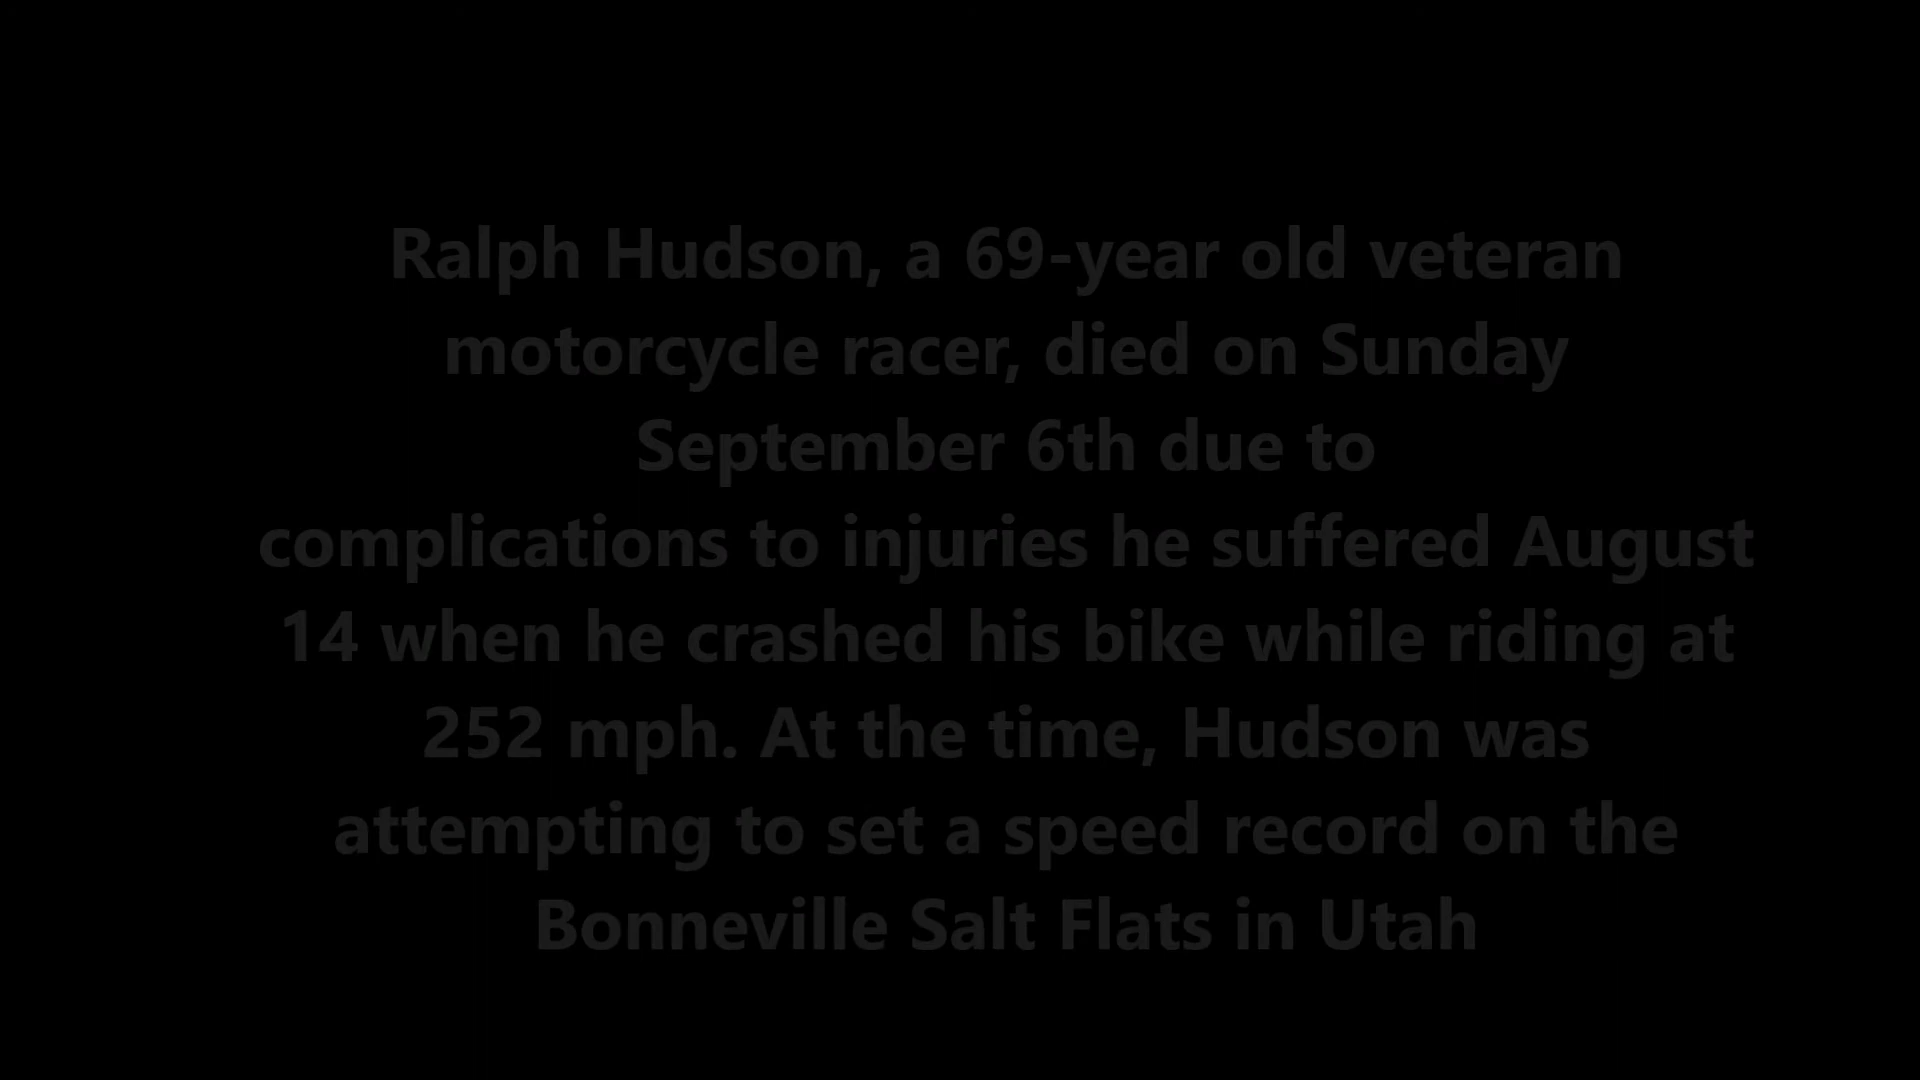 Ralph Hudson, a 69-year old veteran
motorcycle racer, died on Sunday
September 6th due to
complications to injuries he suffered August
14 when he crashed his bike while riding at
252 mph. At the time, Hudson was
attempting to set a speed record on the
Bonneville Salt Flats in Utah